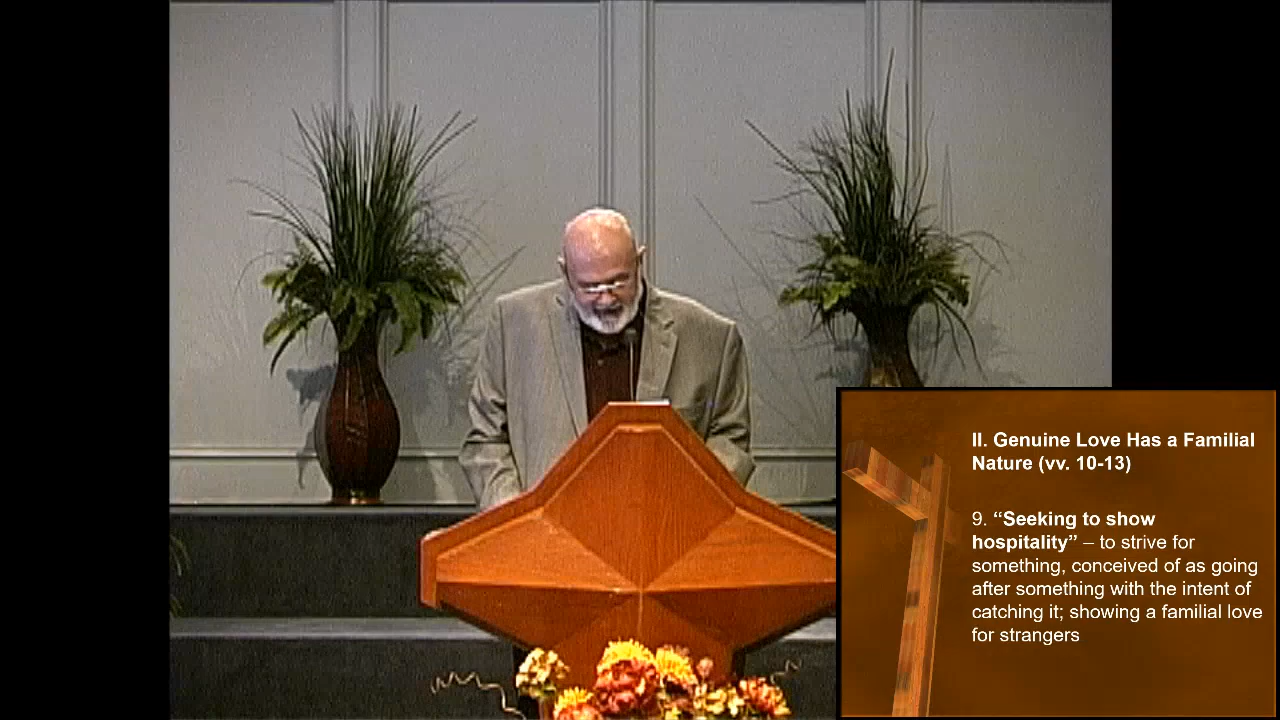 II. Genuine Love Has a Familial
Nature (vv. 10-13)
9. “Seeking to show
hospitality” – to strive for
something, conceived of as going
after something with the intent of
catching it; showing a familial love
for strangers